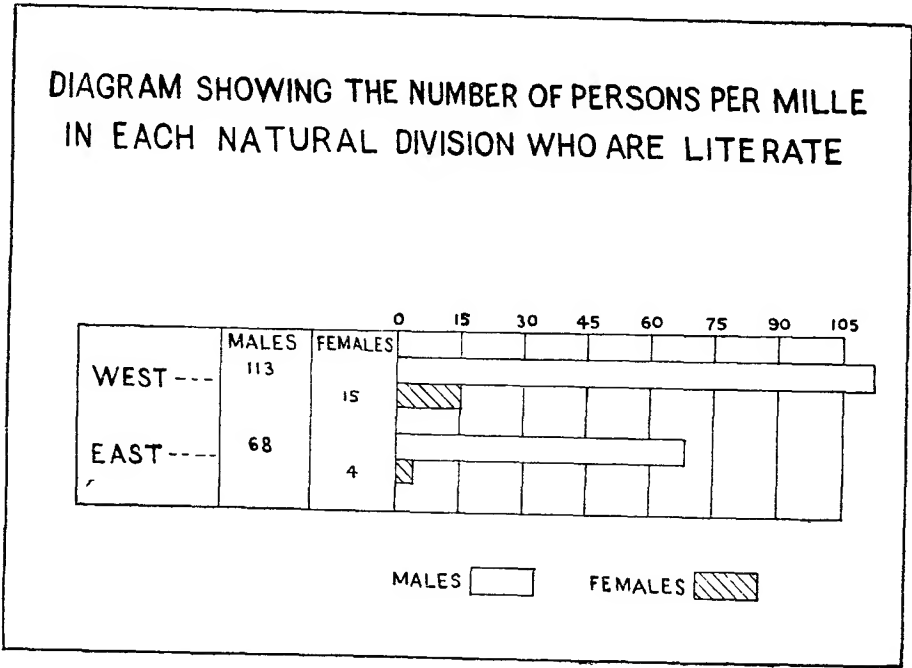 DIAGRAM SHOWING THE NUMBER OF PERSONS PER MILLE
IN EACH NATURAL DIVISION WHO ARE LITERATE
0 15 30 45 60 75 90 105
MALES FEMALES
WEST --- 113 15
EAST ---- 68 4
MALES FEMALES